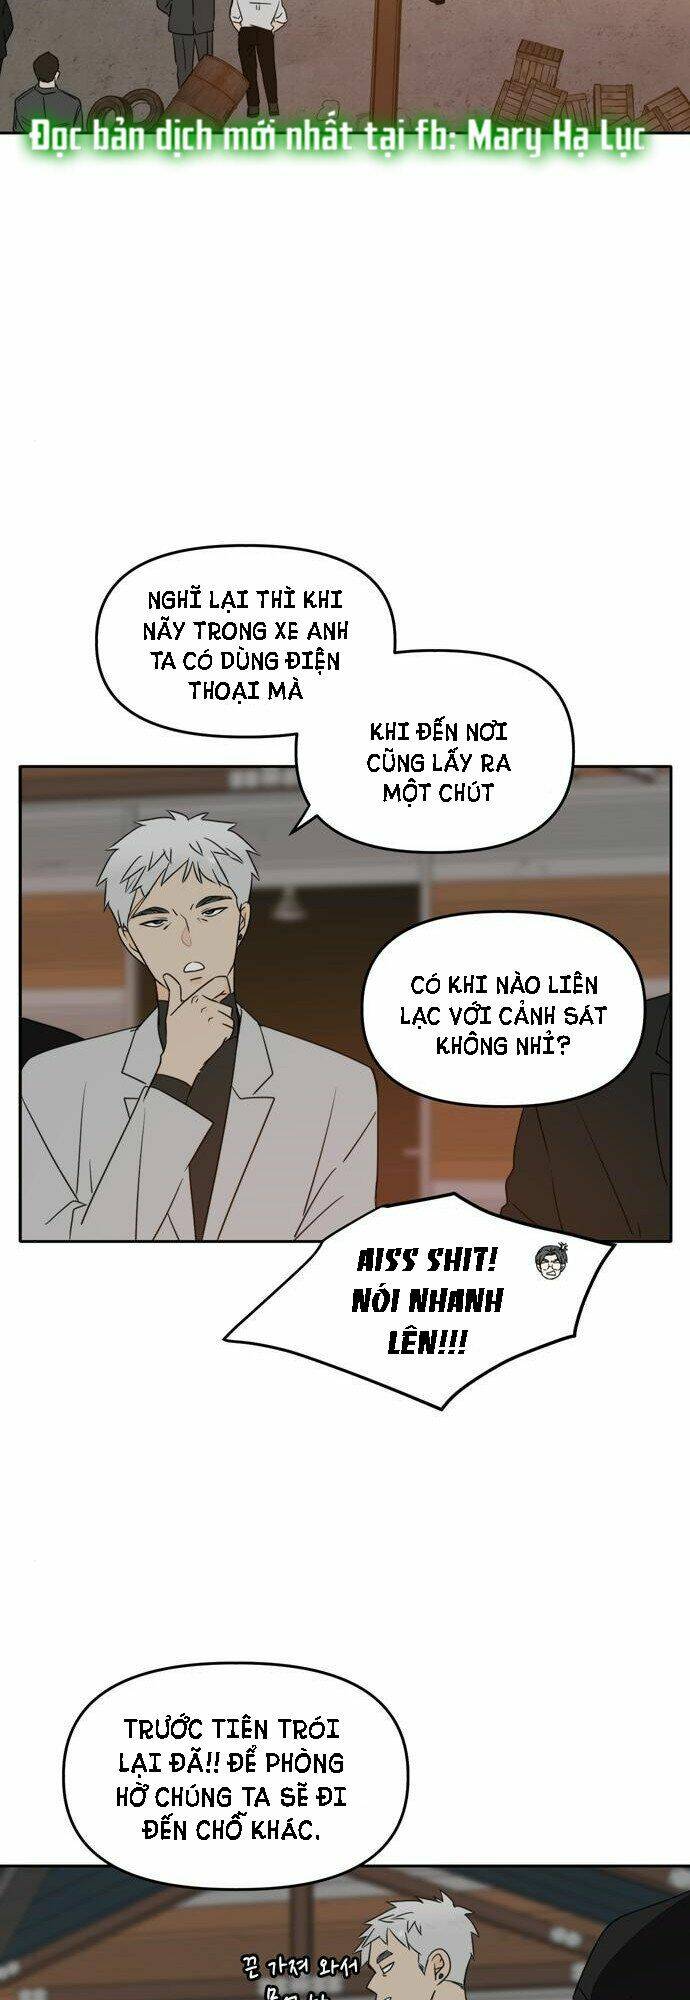 Đọc bản dịch mới nhất tại fb: Mary Hạ Lục
NGHĨ LẠI THÌ KHI
NÃY TRONG XE ANH
TA CÓ DÙNG ĐIỆN
THOẠI MÀ
KHI ĐẾN NƠI
CŨNG LẤY RA
MỘT CHÚT
CÓ KHI NÀO LIÊN
LẠC VỚI CẢNH SÁT
KHÔNG NHỈ?
AISS SHIT!
NÓI NHANH
LÊN!!!
TRƯỚC TIÊN TRÓI
LẠI ĐÃ!! ĐỂ PHÒNG
HỜ CHÚNG TA SẼ ĐI
ĐẾN CHỖ KHÁC.
끈 가져 와서